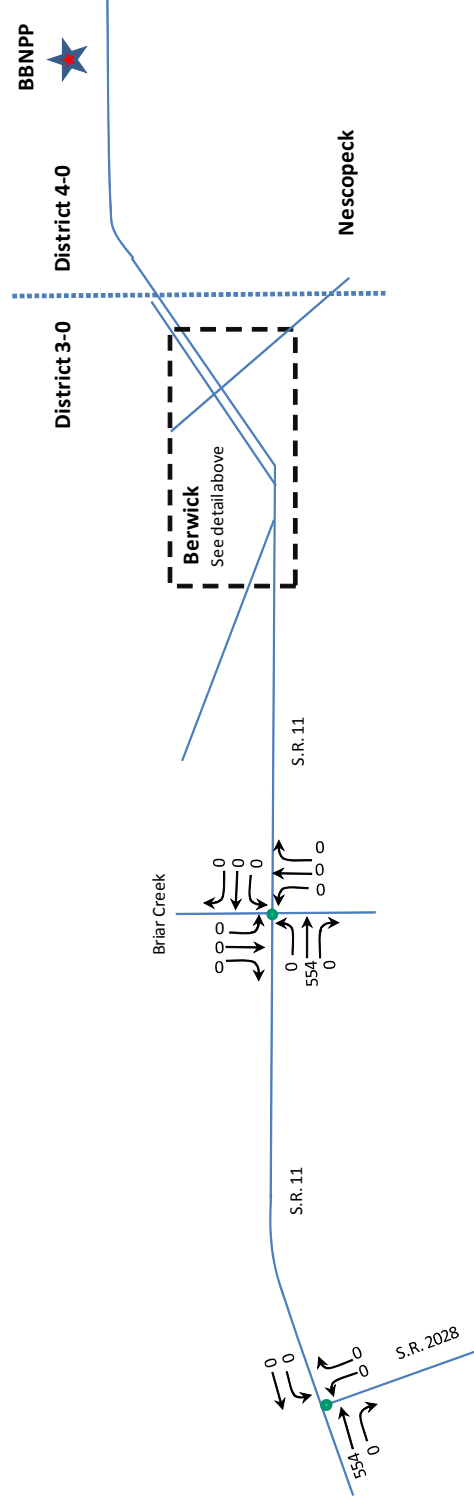 BBNPP
District 4-0
Nescopeck
District 3-0
Berwick
See detail above
S.R. 11
Briar Creek
0
0
0
0
0
0
0
0
0
0
554
0
S.R. 11
0
0
0
0
S.R. 2028
554
0